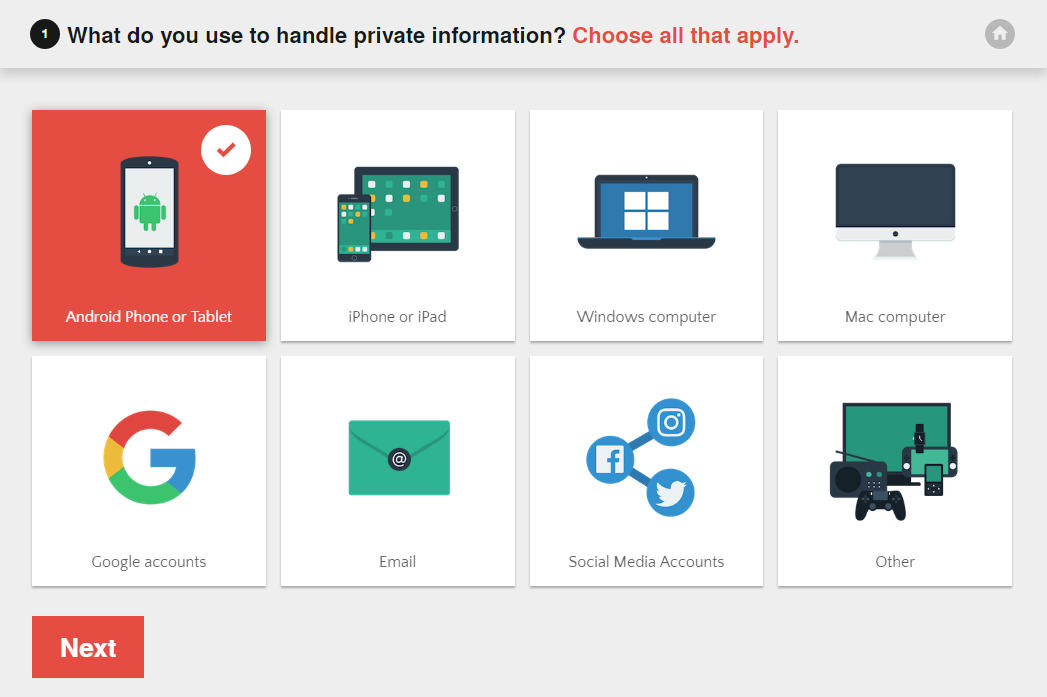 1 What do you use to handle private information? Choose all that apply.
Android Phone or Tablet
iPhone or iPad
Windows computer
Mac computer
@
Google accounts
Email
Social Media Accounts
Other
Next